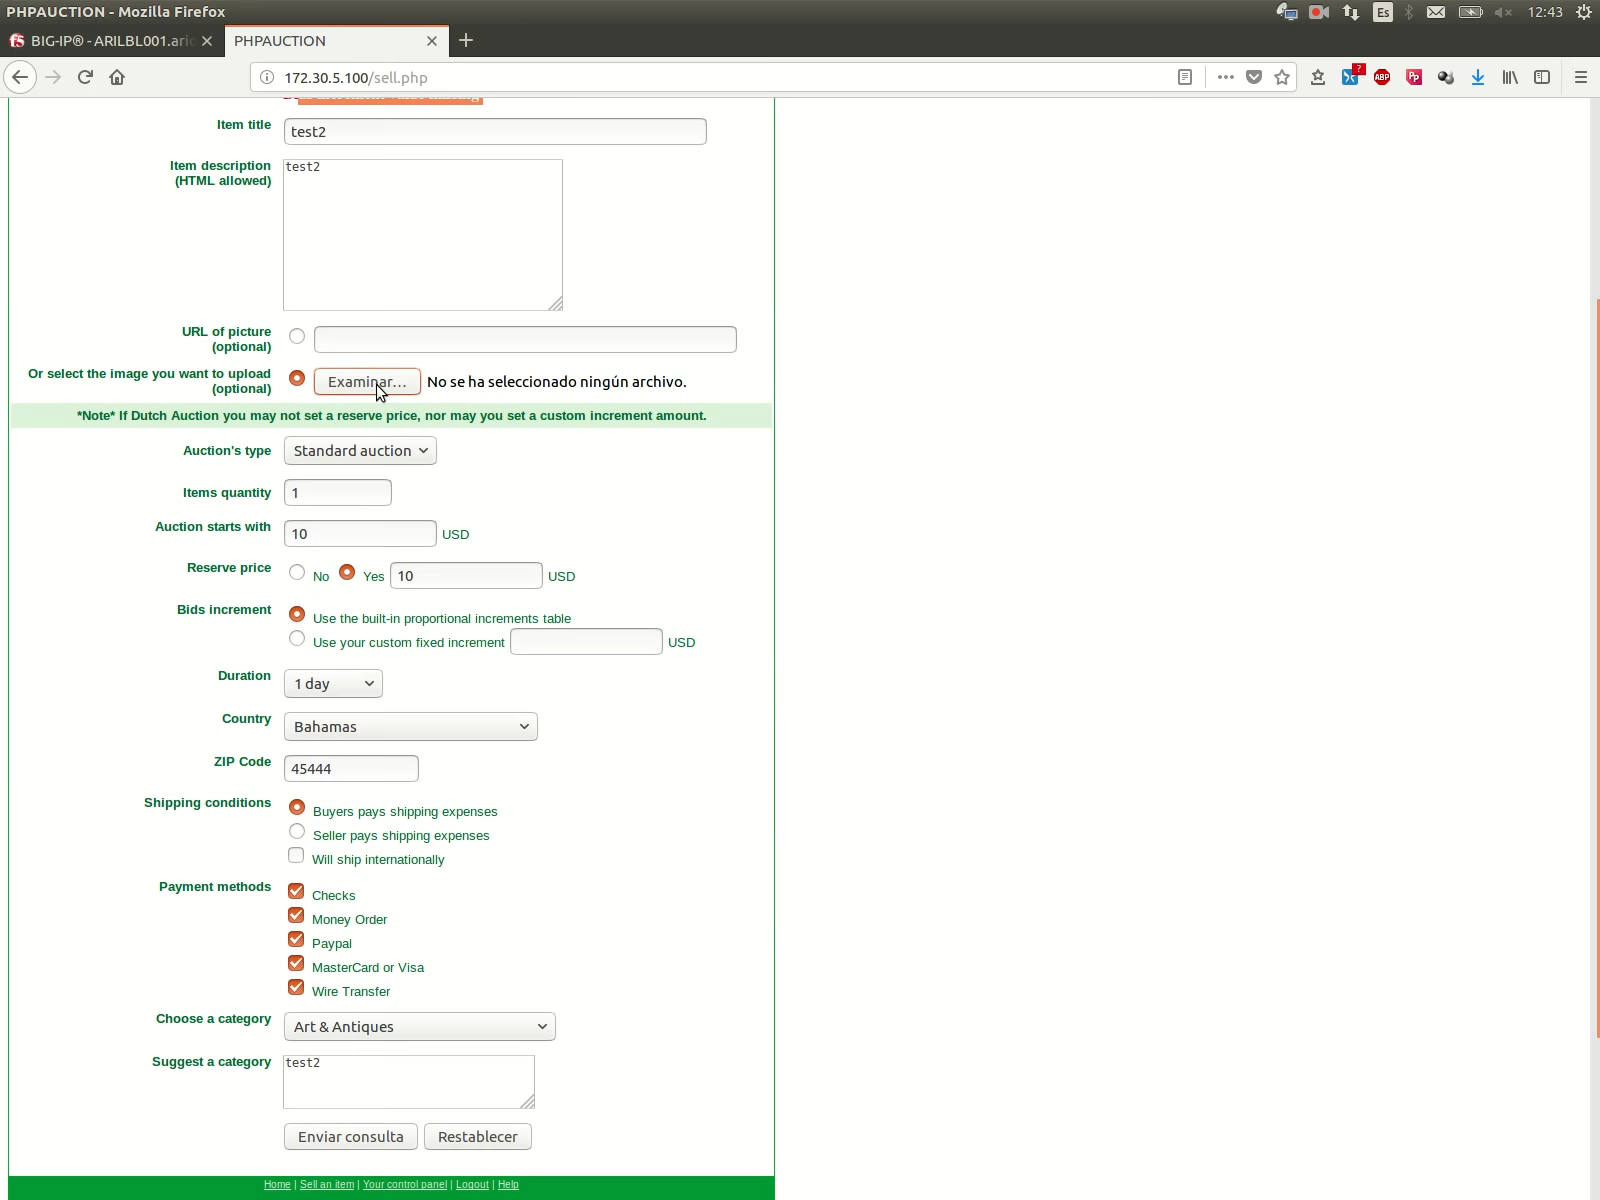 PHPAUCTION - Mozilla Firefox
Es
12:43
BIG-IP® - ARILBL001.aric
PHPAUCTION
172.30.5.100/sell.php
?
ABP
Item title
test2
Item description
(HTML allowed)
test2
URL of picture
(optional)
Or select the image you want to upload
(optional)
Examinar...
No se ha seleccionado ningún archivo.
*Note* If Dutch Auction you may not set a reserve price, nor may you set a custom increment amount.
Auction's type
Standard auction
Items quantity
1
Auction starts with
10
USD
Reserve price
No
Yes
10
USD
Bids increment
Use the built-in proportional increments table
Use your custom fixed increment
USD
Duration
1 day
Country
Bahamas
ZIP Code
45444
Shipping conditions
Buyers pays shipping expenses
Seller pays shipping expenses
Will ship internationally
Payment methods
Checks
Money Order
Paypal
MasterCard or Visa
Wire Transfer
Choose a category
Art & Antiques
Suggest a category
test2
Enviar consulta
Restablecer
Home | Sell an item | Your control panel | Logout | Help